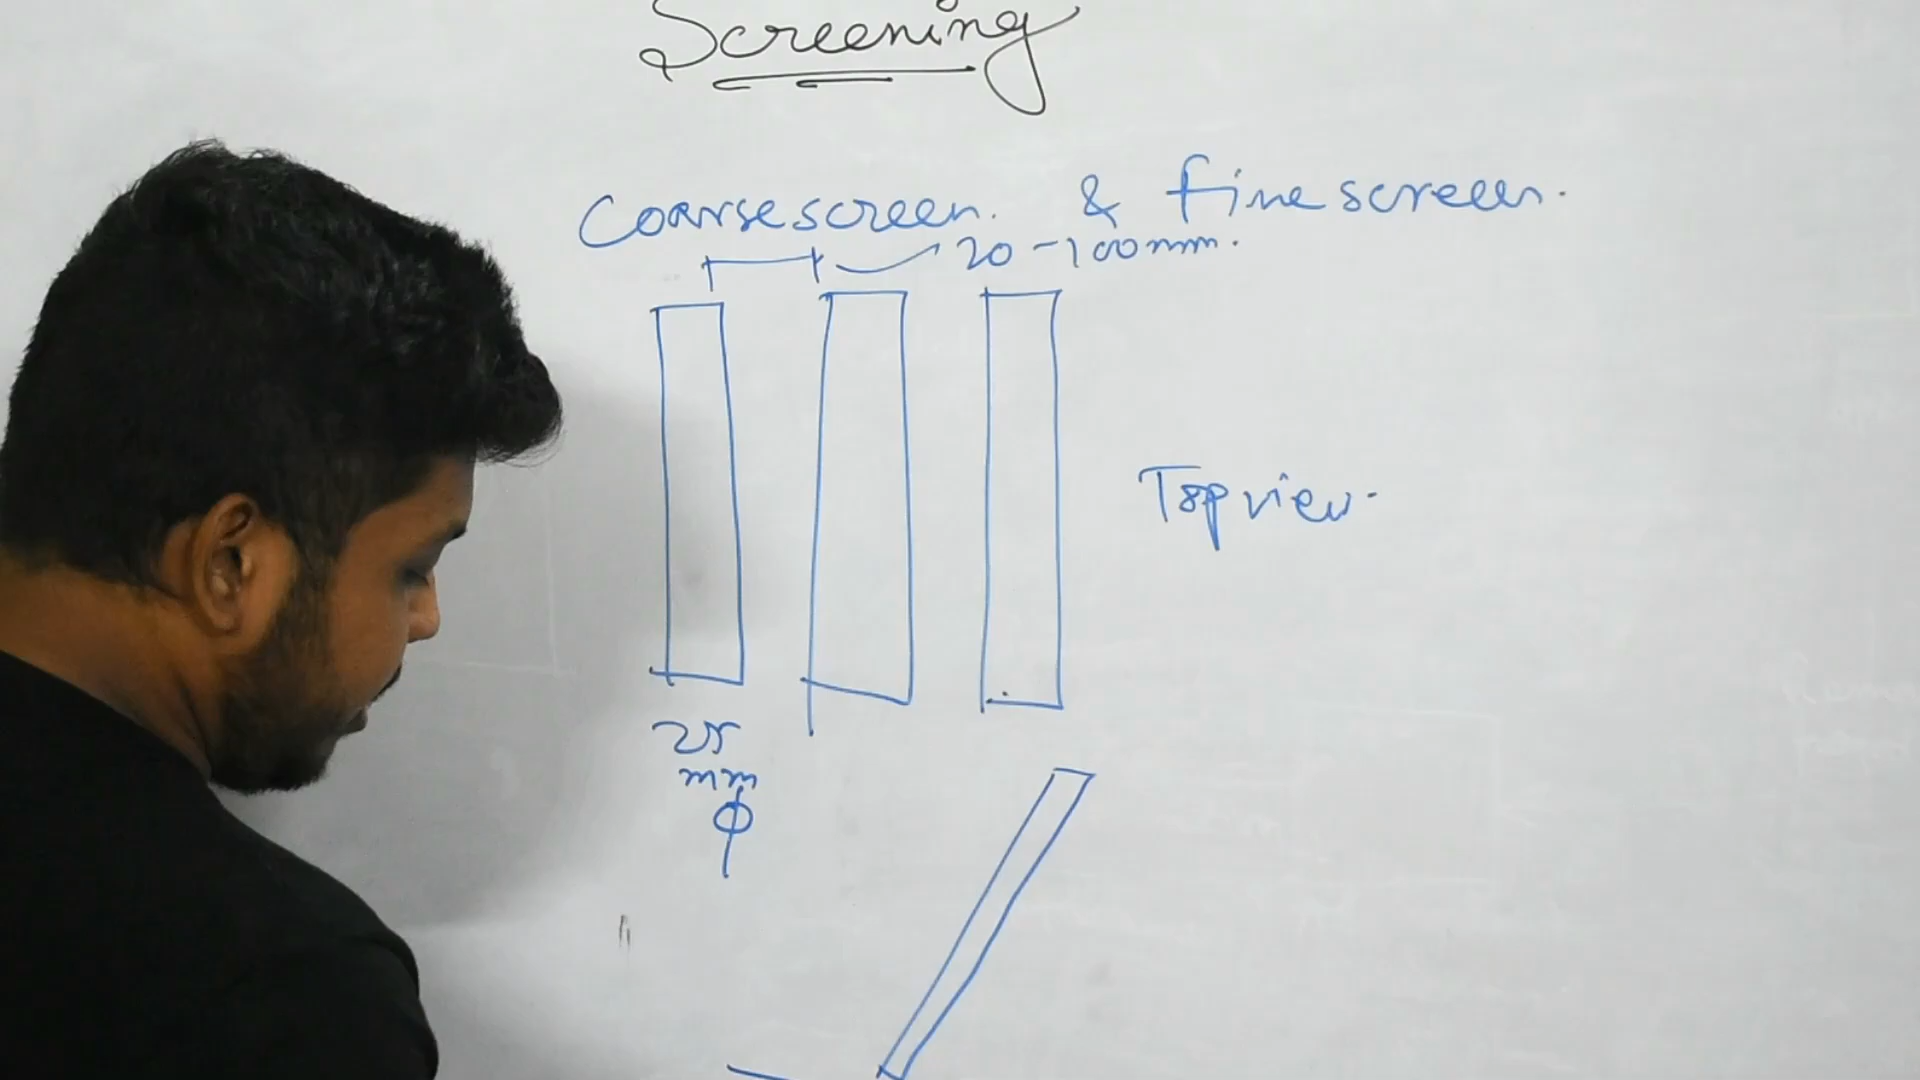 Screening
Coarse screen. & fine screen.
20-100mm.
Top view.
25
mm
φ